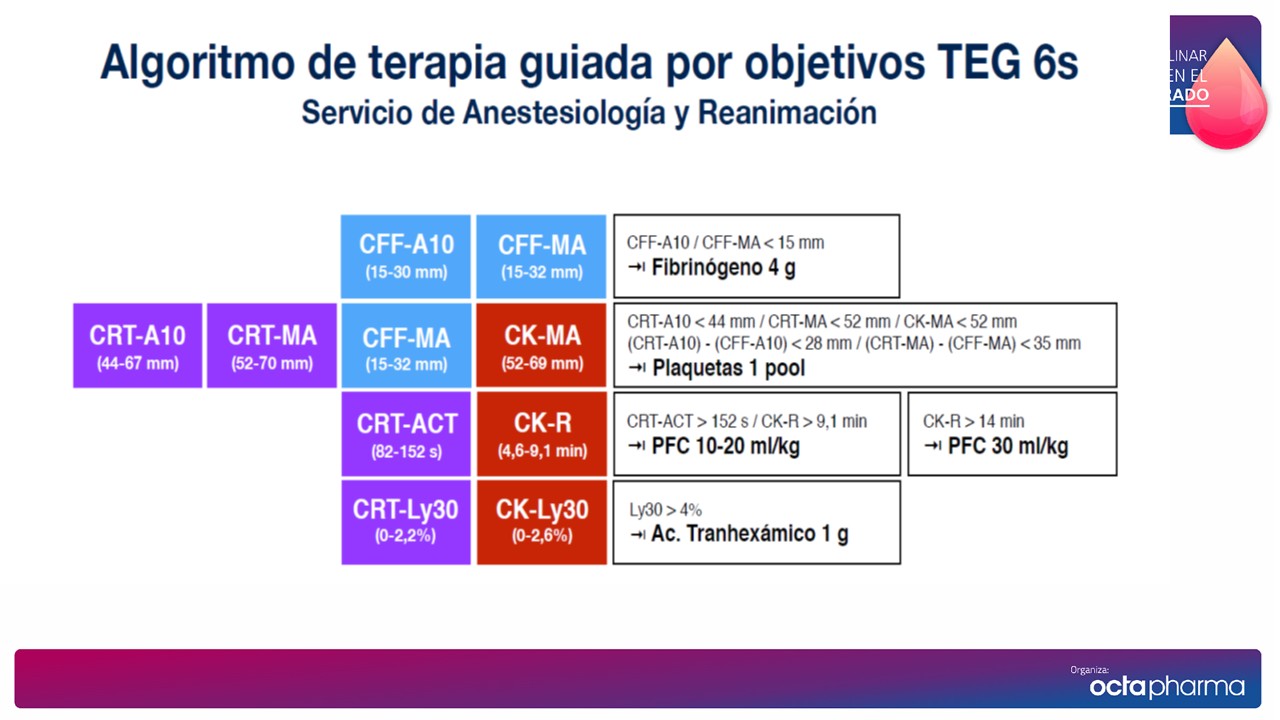 Algoritmo de terapia guiada por objetivos TEG 6s
Servicio de Anestesiología y Reanimación
LINAR
EN EL
RADO
CFF-A10
(15-30 mm)
CFF-MA
(15-32 mm)
CFF-A10 / CFF-MA < 15 mm
→ Fibrinógeno 4 g
CRT-A10
(44-67 mm)
CRT-MA
(52-70 mm)
CFF-MA
(15-32 mm)
CK-MA
(52-69 mm)
CRT-A10 < 44 mm / CRT-MA < 52 mm / CK-MA < 52 mm
(CRT-A10) - (CFF-A10) < 28 mm / (CRT-MA) - (CFF-MA) < 35 mm
→ Plaquetas 1 pool
CRT-ACT
(82-152 s)
CK-R
(4,6-9,1 min)
CRT-ACT > 152 s / CK-R > 9,1 min
→ PFC 10-20 ml/kg
CK-R > 14 min
→ PFC 30 ml/kg
CRT-Ly30
(0-2,2%)
CK-Ly30
(0-2,6%)
Ly30 > 4%
→ Ac. Tranhexámico 1 g
Organiza:
octapharma